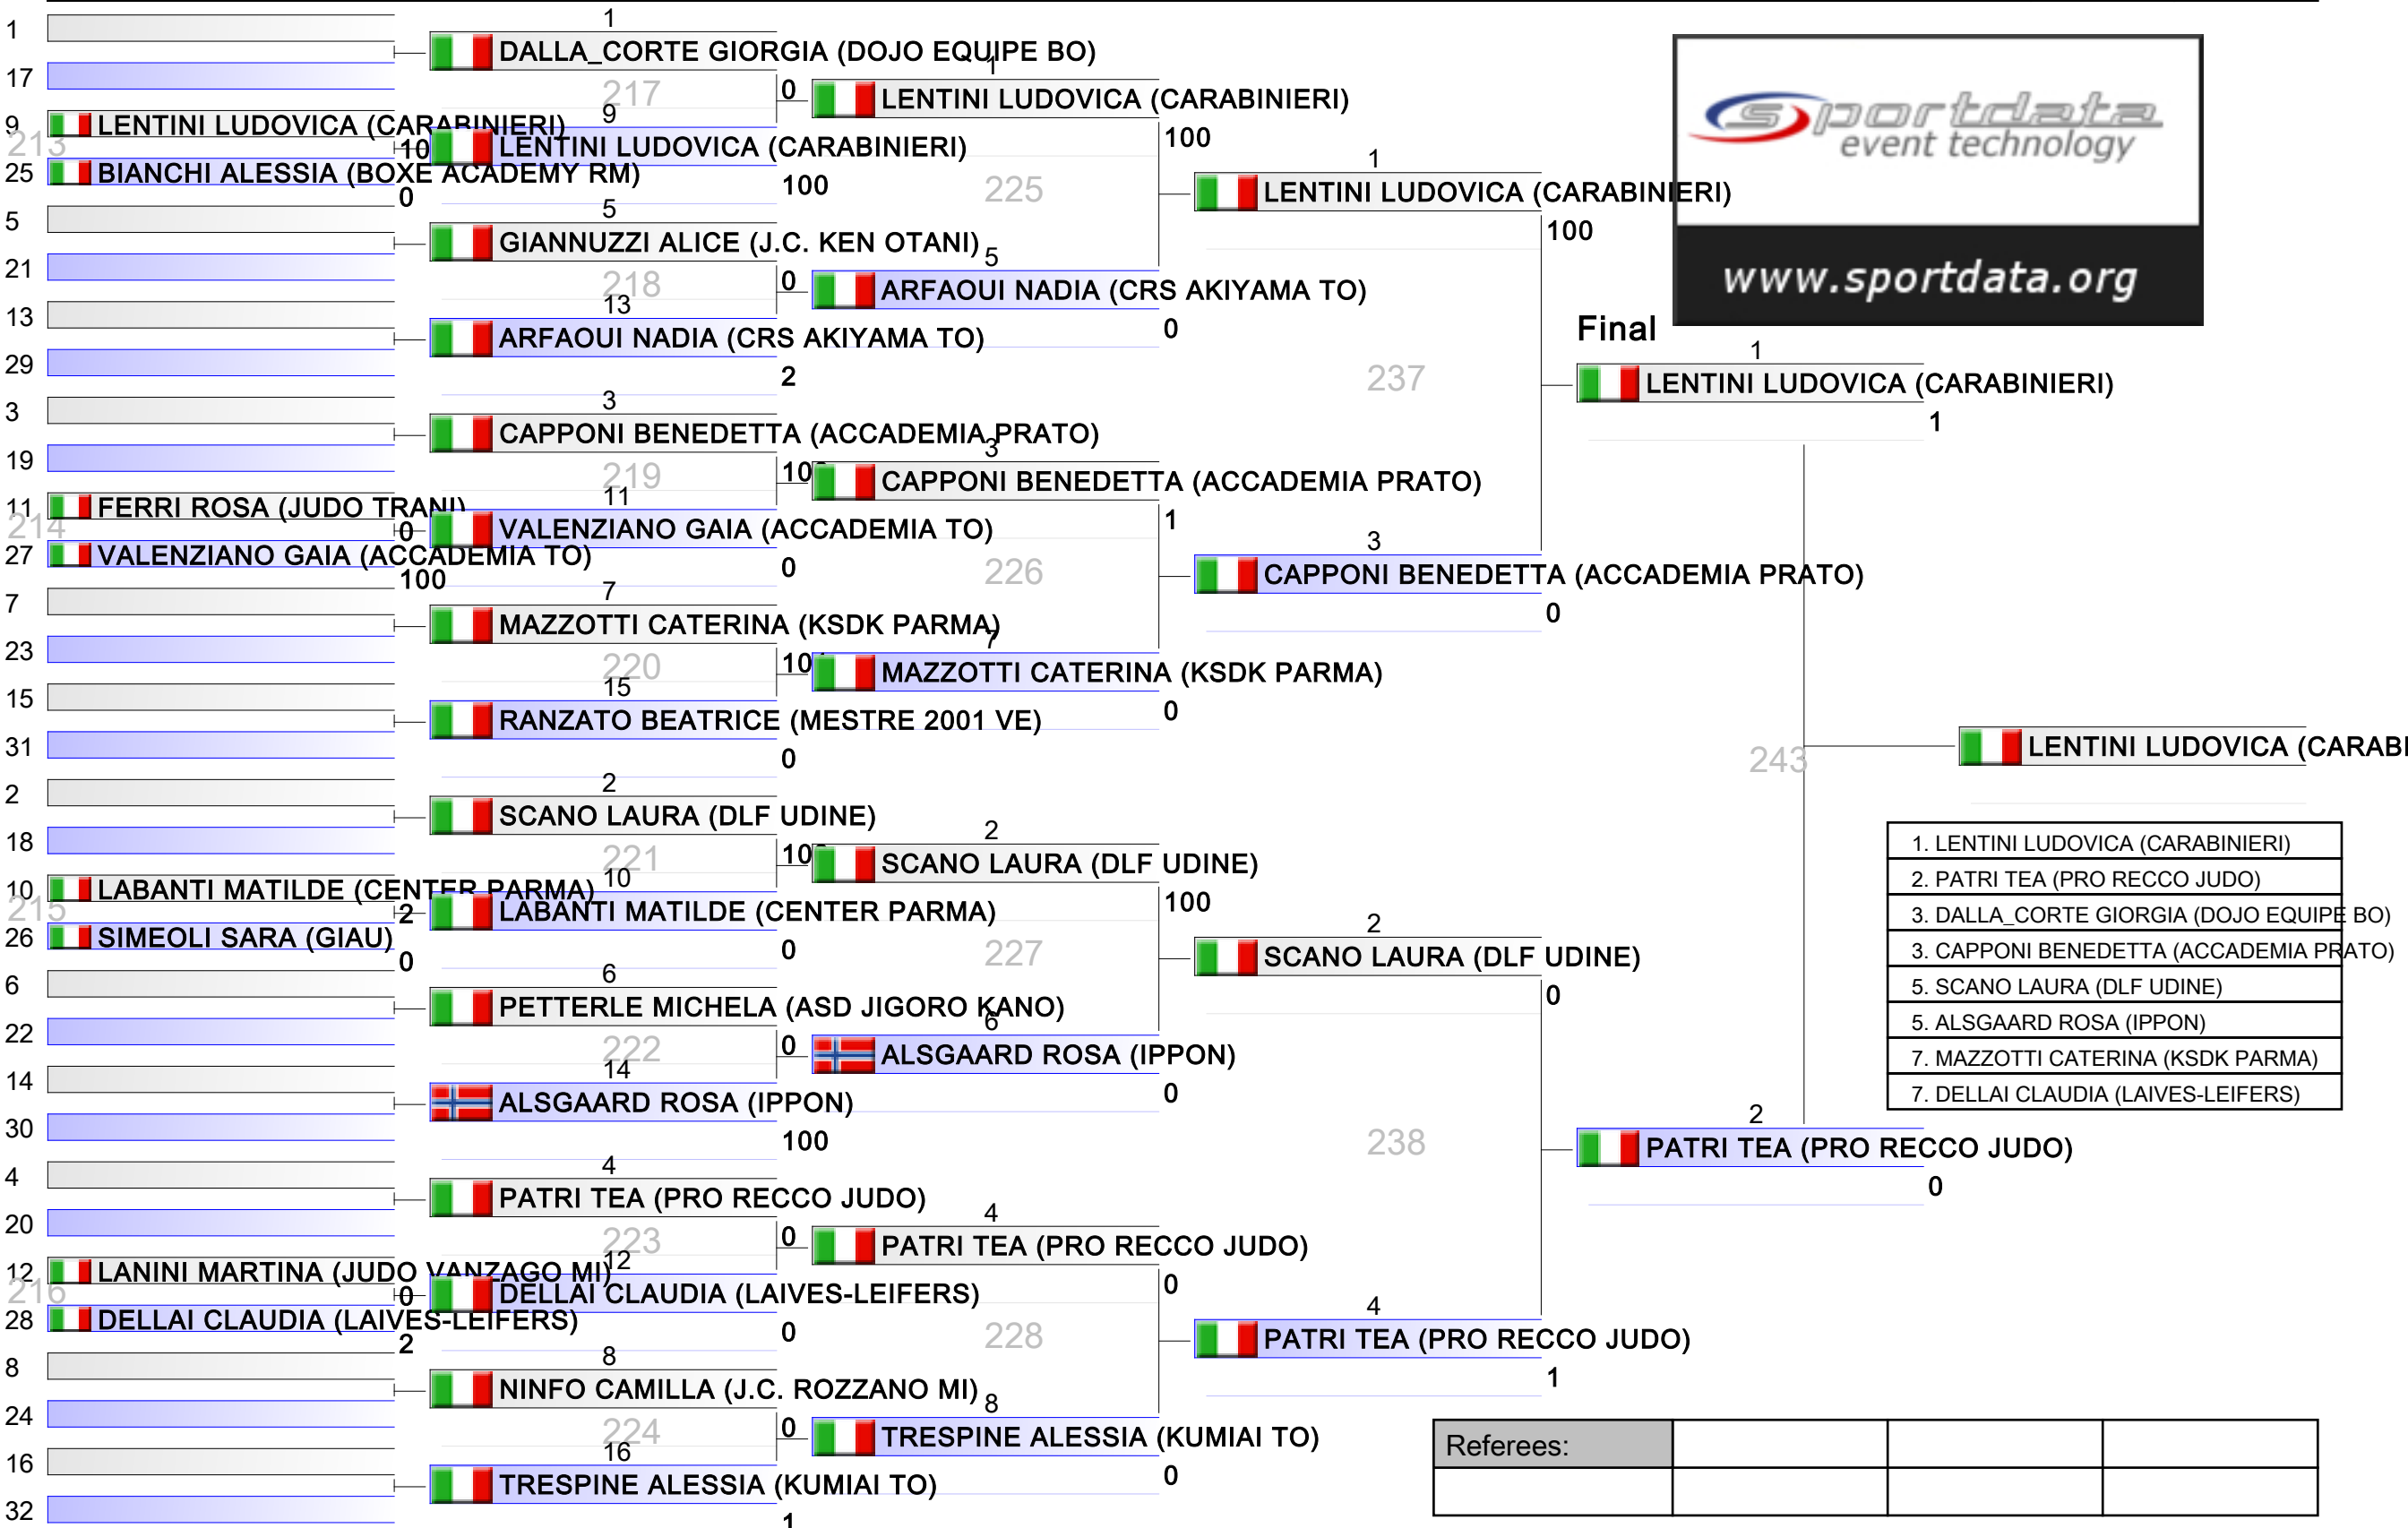 1
17
9 LENTINI LUDOVICA (CARABINIERI)
213
25 BIANCHI ALESSIA (BOXE ACADEMY RM)
0
5
21
13
29
3
19
11 FERRI ROSA (JUDO TRANI)
214 0
27 VALENZIANO GAIA (ACCADEMIA TO)
100
7
23
15
31
2
18
10 LABANTI MATILDE (CENTER PARMA)
215 2
26 SIMEOLI SARA (GIAU)
0
6
22
14
30
4
20
12 LANINI MARTINA (JUDO VANZAGO MI)
216 0
28 DELLAI CLAUDIA (LAIVES-LEIFERS)
2
8
24
16
32
1
DALLA_CORTE GIORGIA (DOJO EQUIPE BO)
217 0
9
LENTINI LUDOVICA (CARABINIERI)
100
5
GIANNUZZI ALICE (J.C. KEN OTANI)
218 0
13
ARFAOUI NADIA (CRS AKIYAMA TO)
2
3
CAPPONI BENEDETTA (ACCADEMIA PRATO)
219
11
VALENZIANO GAIA (ACCADEMIA TO)
0
7
MAZZOTTI CATERINA (KSDK PARMA)
220
15
RANZATO BEATRICE (MESTRE 2001 VE)
0
2
SCANO LAURA (DLF UDINE)
221
10
LABANTI MATILDE (CENTER PARMA)
0
6
PETTERLE MICHELA (ASD JIGORO KANO)
222 0
14
ALSGAARD ROSA (IPPON)
100
4
PATRI TEA (PRO RECCO JUDO)
223 0
12
DELLAI CLAUDIA (LAIVES-LEIFERS)
0
8
NINFO CAMILLA (J.C. ROZZANO MI)
224 0
16
TRESPINE ALESSIA (KUMIAI TO)
1
1
LENTINI LUDOVICA (CARABINIERI)
100
225
5
ARFAOUI NADIA (CRS AKIYAMA TO)
0
3
CAPPONI BENEDETTA (ACCADEMIA PRATO)
1
226
7
MAZZOTTI CATERINA (KSDK PARMA)
0
2
SCANO LAURA (DLF UDINE)
100
227
6
ALSGAARD ROSA (IPPON)
0
4
PATRI TEA (PRO RECCO JUDO)
0
228
8
TRESPINE ALESSIA (KUMIAI TO)
0
1
LENTINI LUDOVICA (CARABINIERI)
100
237
3
CAPPONI BENEDETTA (ACCADEMIA PRATO)
0
2
SCANO LAURA (DLF UDINE)
0
238
4
PATRI TEA (PRO RECCO JUDO)
1
sportdata
event technology
www.sportdata.org
Final
1
LENTINI LUDOVICA (CARABINIERI)
1
243
2
PATRI TEA (PRO RECCO JUDO)
0
LENTINI LUDOVICA (CARABI
1. LENTINI LUDOVICA (CARABINIERI)
2. PATRI TEA (PRO RECCO JUDO)
3. DALLA_CORTE GIORGIA (DOJO EQUIPE BO)
3. CAPPONI BENEDETTA (ACCADEMIA PRATO)
5. SCANO LAURA (DLF UDINE)
5. ALSGAARD ROSA (IPPON)
7. MAZZOTTI CATERINA (KSDK PARMA)
7. DELLAI CLAUDIA (LAIVES-LEIFERS)
Referees: